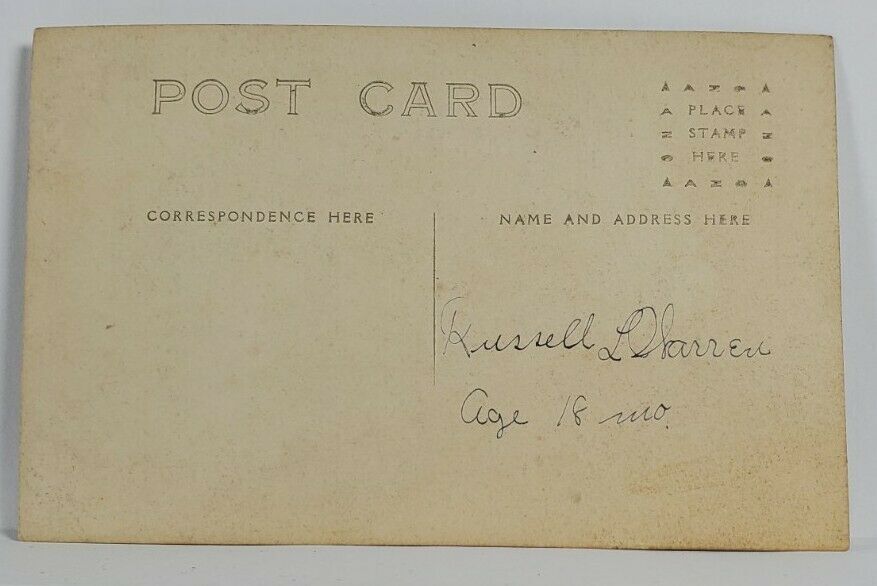 POST CARD
PLACE
STAMP
HERE
CORRESPONDENCE HERE
NAME AND ADDRESS HERE
Russell L Warren
Age 18 mo.